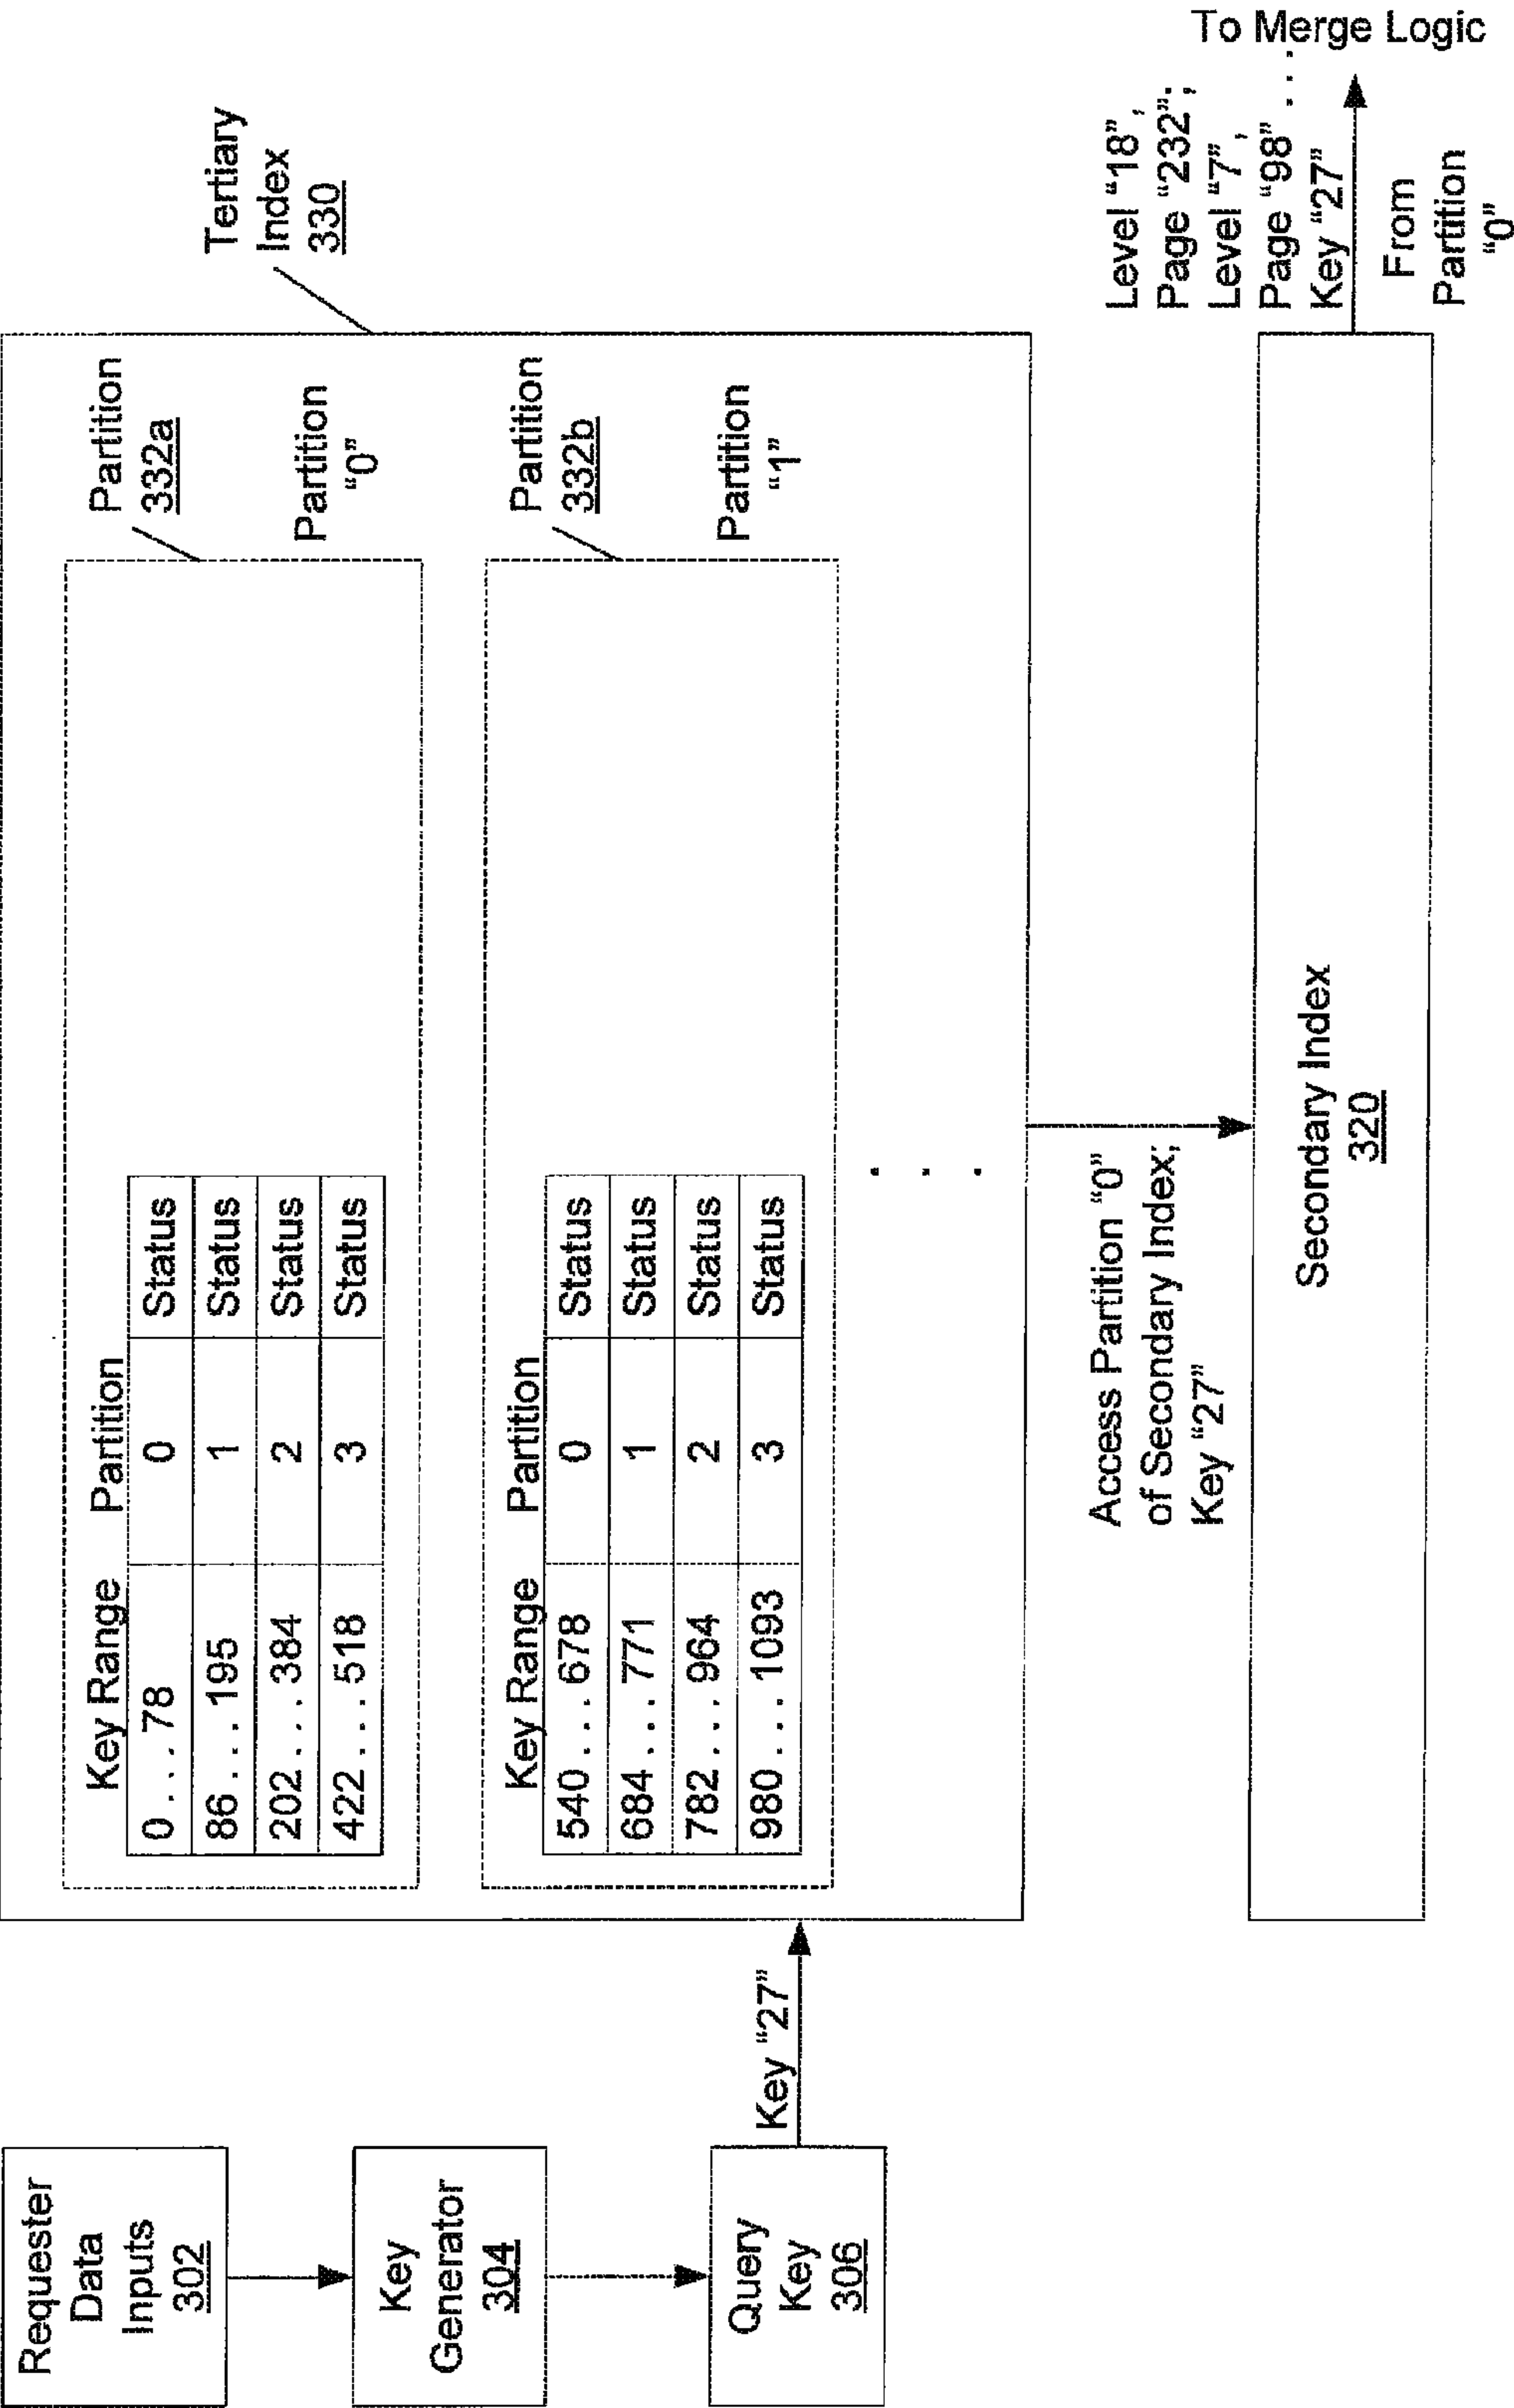 Requester
Data
Inputs
302
Key
Generator
304
Query
Key
306
Key “27”
Tertiary
Index
330
Partition
332a
Partition
“0”
Key Range Partition
0 . . . 78 0 Status
86 . . . 195 1 Status
202 . . . 384 2 Status
422 . . . 518 3 Status
Partition
332b
Partition
“1”
Key Range Partition
540 . . . 678 0 Status
684 . . . 771 1 Status
782 . . . 964 2 Status
980 . . . 1093 3 Status
. . .
Access Partition “0”
of Secondary Index;
Key “27”
Secondary Index
320
Level “18”,
Page “232”;
Level “7”,
Page “98” . . .
Key “27”
From
Partition
“0”
To Merge Logic